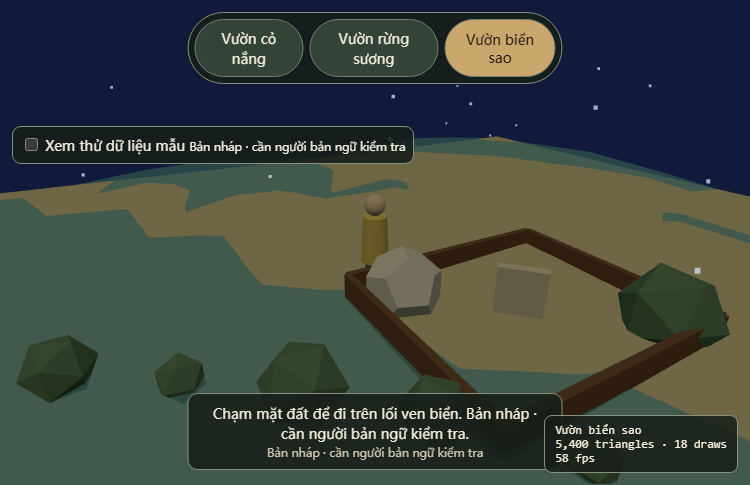 Vườn cỏ
nắng
Vườn rừng
sương
Vườn biển
sao
Xem thử dữ liệu mẫu Bản nháp · cần người bản ngữ kiểm tra
Chạm mặt đất để đi trên lối ven biển. Bản nháp ·
cần người bản ngữ kiểm tra.
Bản nháp · cần người bản ngữ kiểm tra
Vườn biển sao
5,400 triangles · 18 draws
58 fps